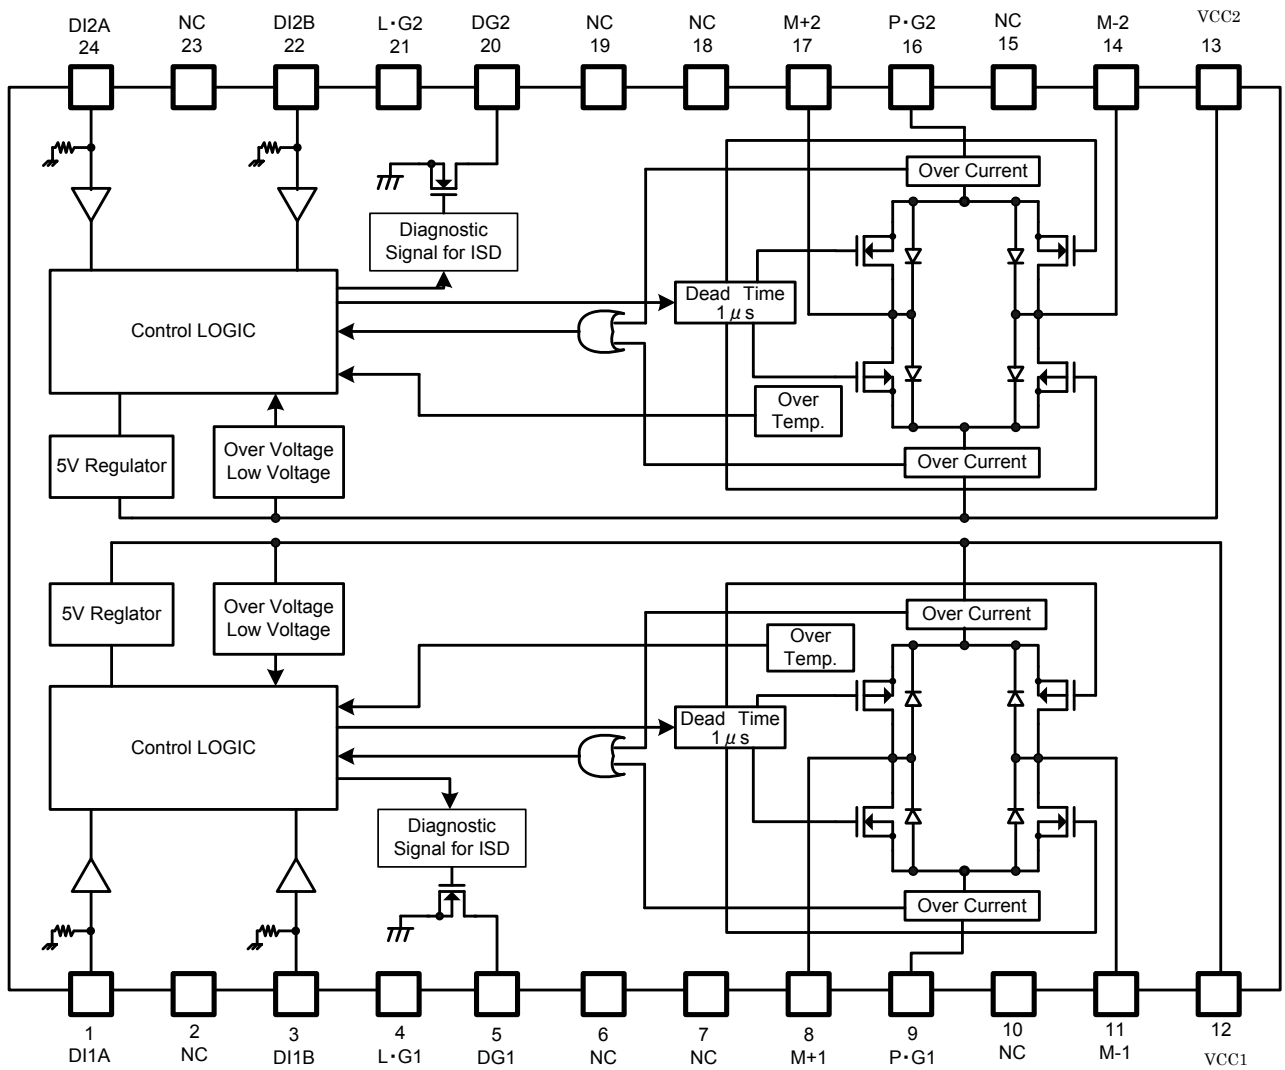 DI2A NC DI2B L・G2 DG2 NC NC M+2 P・G2 NC M-2 VCC2
24 23 22 21 20 19 18 17 16 15 14 13
Over Current
Diagnostic
Signal for ISD
Dead Time
1μs
Control LOGIC
Over
Temp.
5V Regulator
Over Voltage
Low Voltage
Over Current
5V Reglator
Over Voltage
Low Voltage
Over Current
Over
Temp.
Dead Time
1μs
Control LOGIC
Diagnostic
Signal for ISD
Over Current
1 2 3 4 5 6 7 8 9 10 11 12
DI1A NC DI1B L・G1 DG1 NC NC M+1 P・G1 NC M-1 VCC1